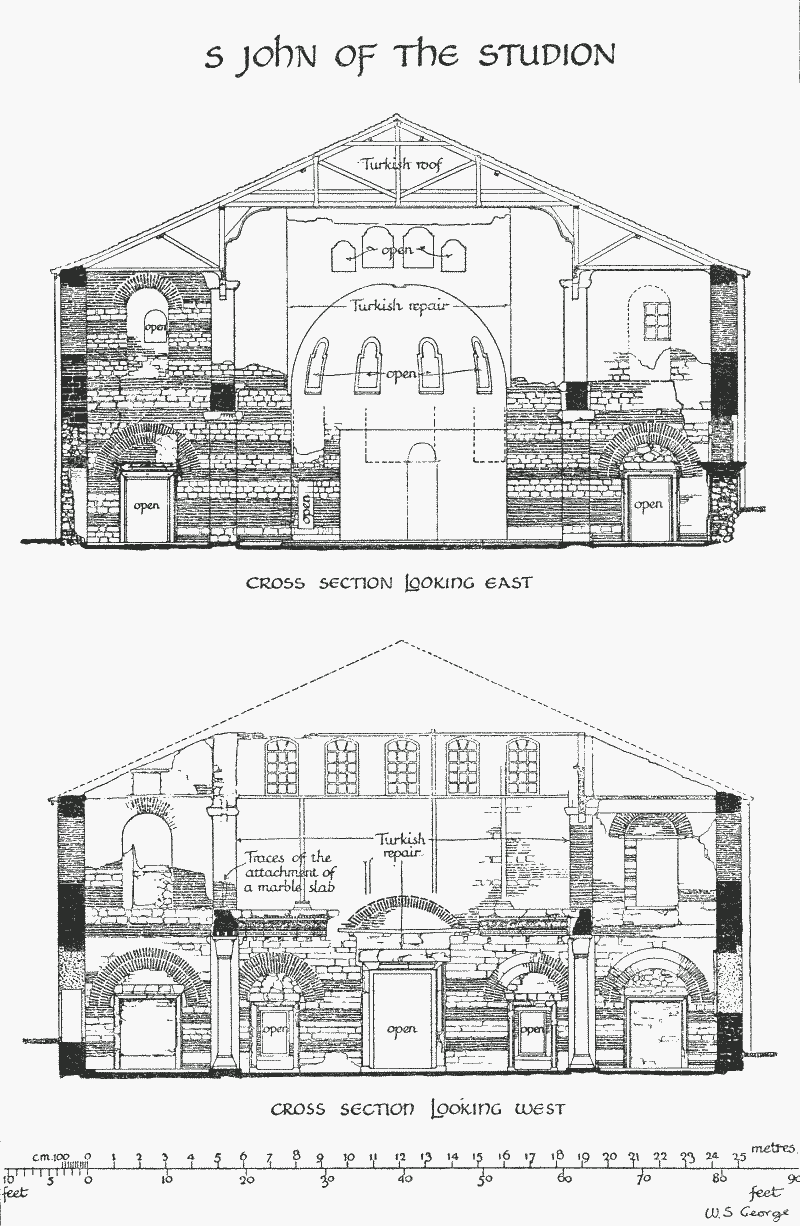 S JOHN OF THE STUDION
Turkish roof
open
open
Turkish repair
open
open
open
open
CROSS SECTION LOOKING EAST
Turkish
repair
Traces of the
attachment of
a marble slab
open
open
open
CROSS SECTION LOOKING WEST
cm.100 0 1 2 3 4 5 6 7 8 9 10 11 12 13 14 15 16 17 18 19 20 21 22 23 24 25 metres.
10 5 0 10 20 30 40 50 60 70 80 90
feet feet
W.S George